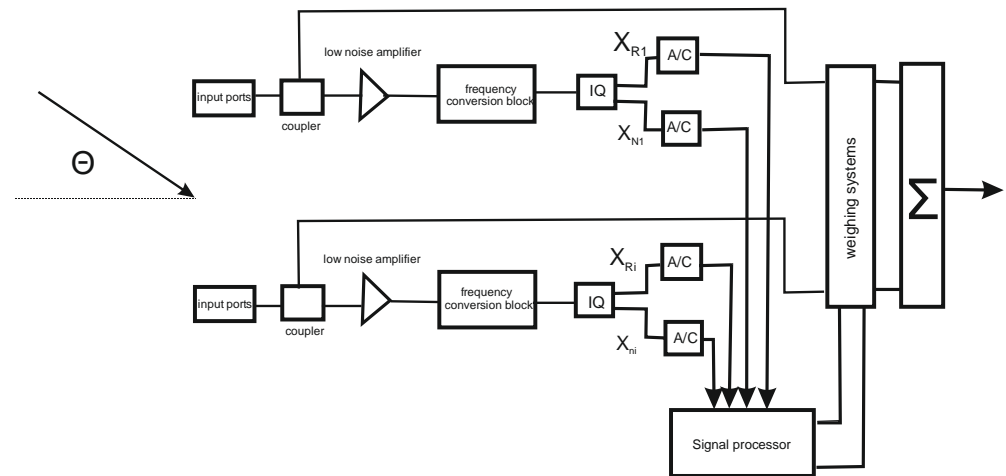 low noise amplifier
X_R1
A/C
input ports
coupler
frequency
conversion block
IQ
X_N1
A/C
Θ
weighing systems
Σ
low noise amplifier
X_Ri
A/C
input ports
coupler
frequency
conversion block
IQ
X_ni
A/C
Signal processor